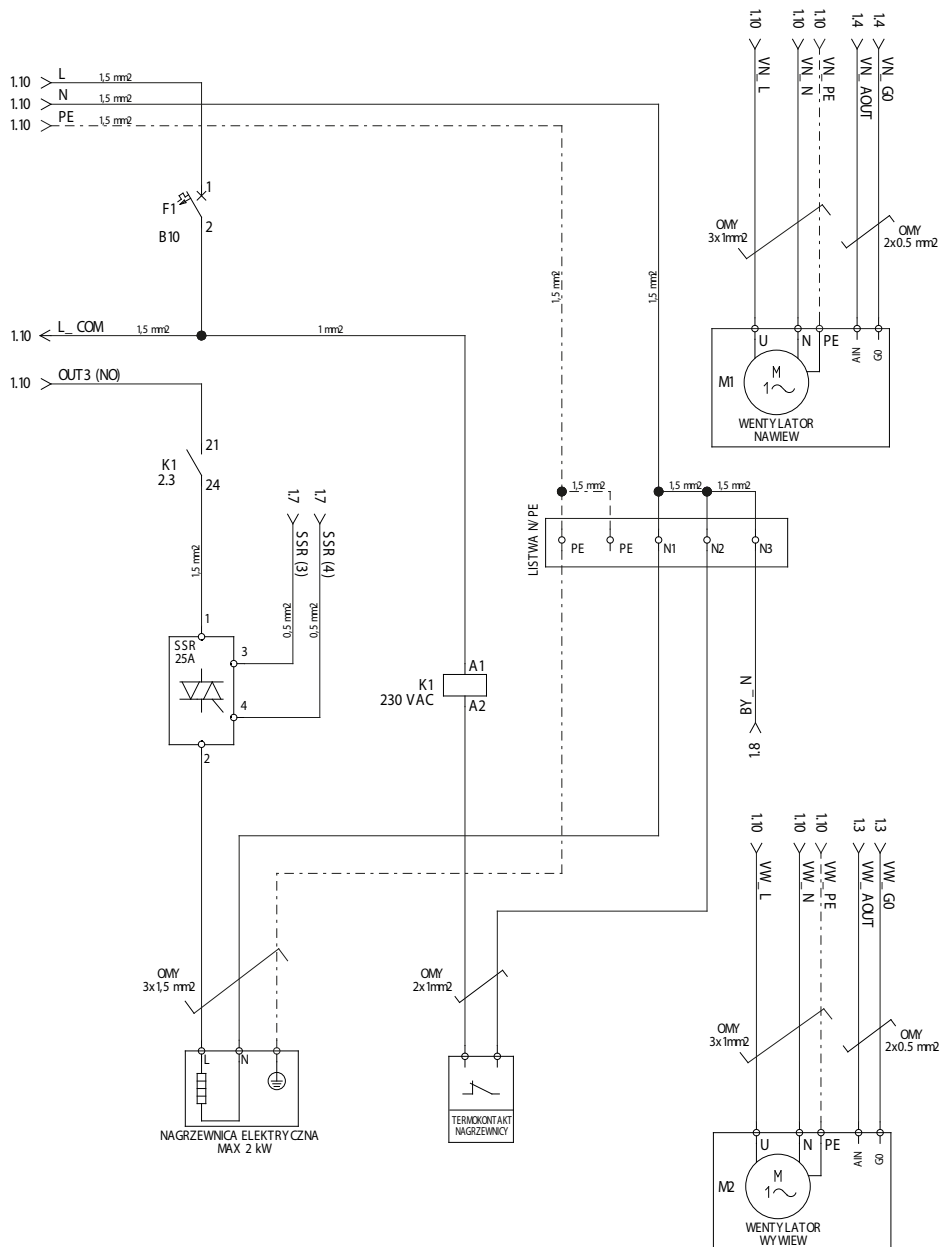 1.10 L 1,5 mm2
1.10 N 1,5 mm2
1.10 PE 1,5 mm2
F1
B10
1
2
1.10 L_COM 1,5 mm2
1 mm2
1.10 OUT3 (NO)
K1
2.3
21
24
1,5 mm2
1.7
SSR (3)
0,5 mm2
1.7
SSR (4)
0,5 mm2
SSR
25A
1
3
4
2
K1
230 VAC
A1
A2
1,5 mm2
1,5 mm2
1,5 mm2
1,5 mm2
1,5 mm2
LISTWA N/PE
PE
PE
N1
N2
N3
BY_N
1.8
OMY
3x1,5 mm2
L
N
NAGRZEWNICA ELEKTRYCZNA
MAX 2 kW
OMY
2x1mm2
TERMOKONTAKT
NAGRZEWNICY
1.10
VN_L
1.10
VN_N
1.10
VN_PE
1.4
VN_AOUT
1.4
VN_G0
OMY
3x1mm2
OMY
2x0.5 mm2
U
N
PE
AIN
G0
M1
M
1
WENTYLATOR
NAWIEW
1.10
VW_L
1.10
VW_N
1.10
VW_PE
1.3
VW_AOUT
1.3
VW_G0
OMY
3x1mm2
OMY
2x0.5 mm2
U
N
PE
AIN
G0
M2
M
1
WENTYLATOR
WYWIEW